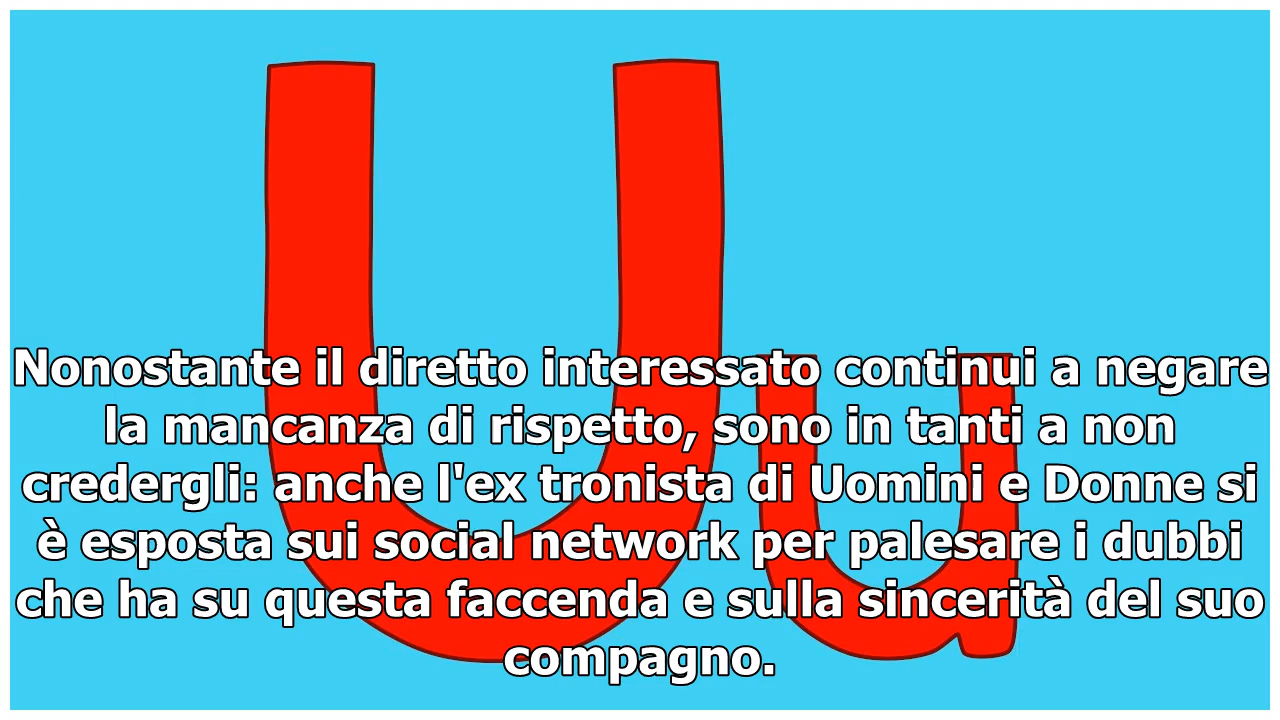 U u
Nonostante il diretto interessato continui a negare
la mancanza di rispetto, sono in tanti a non
credergli: anche l'ex tronista di Uomini e Donne si
è esposta sui social network per palesare i dubbi
che ha su questa faccenda e sulla sincerità del suo
compagno.